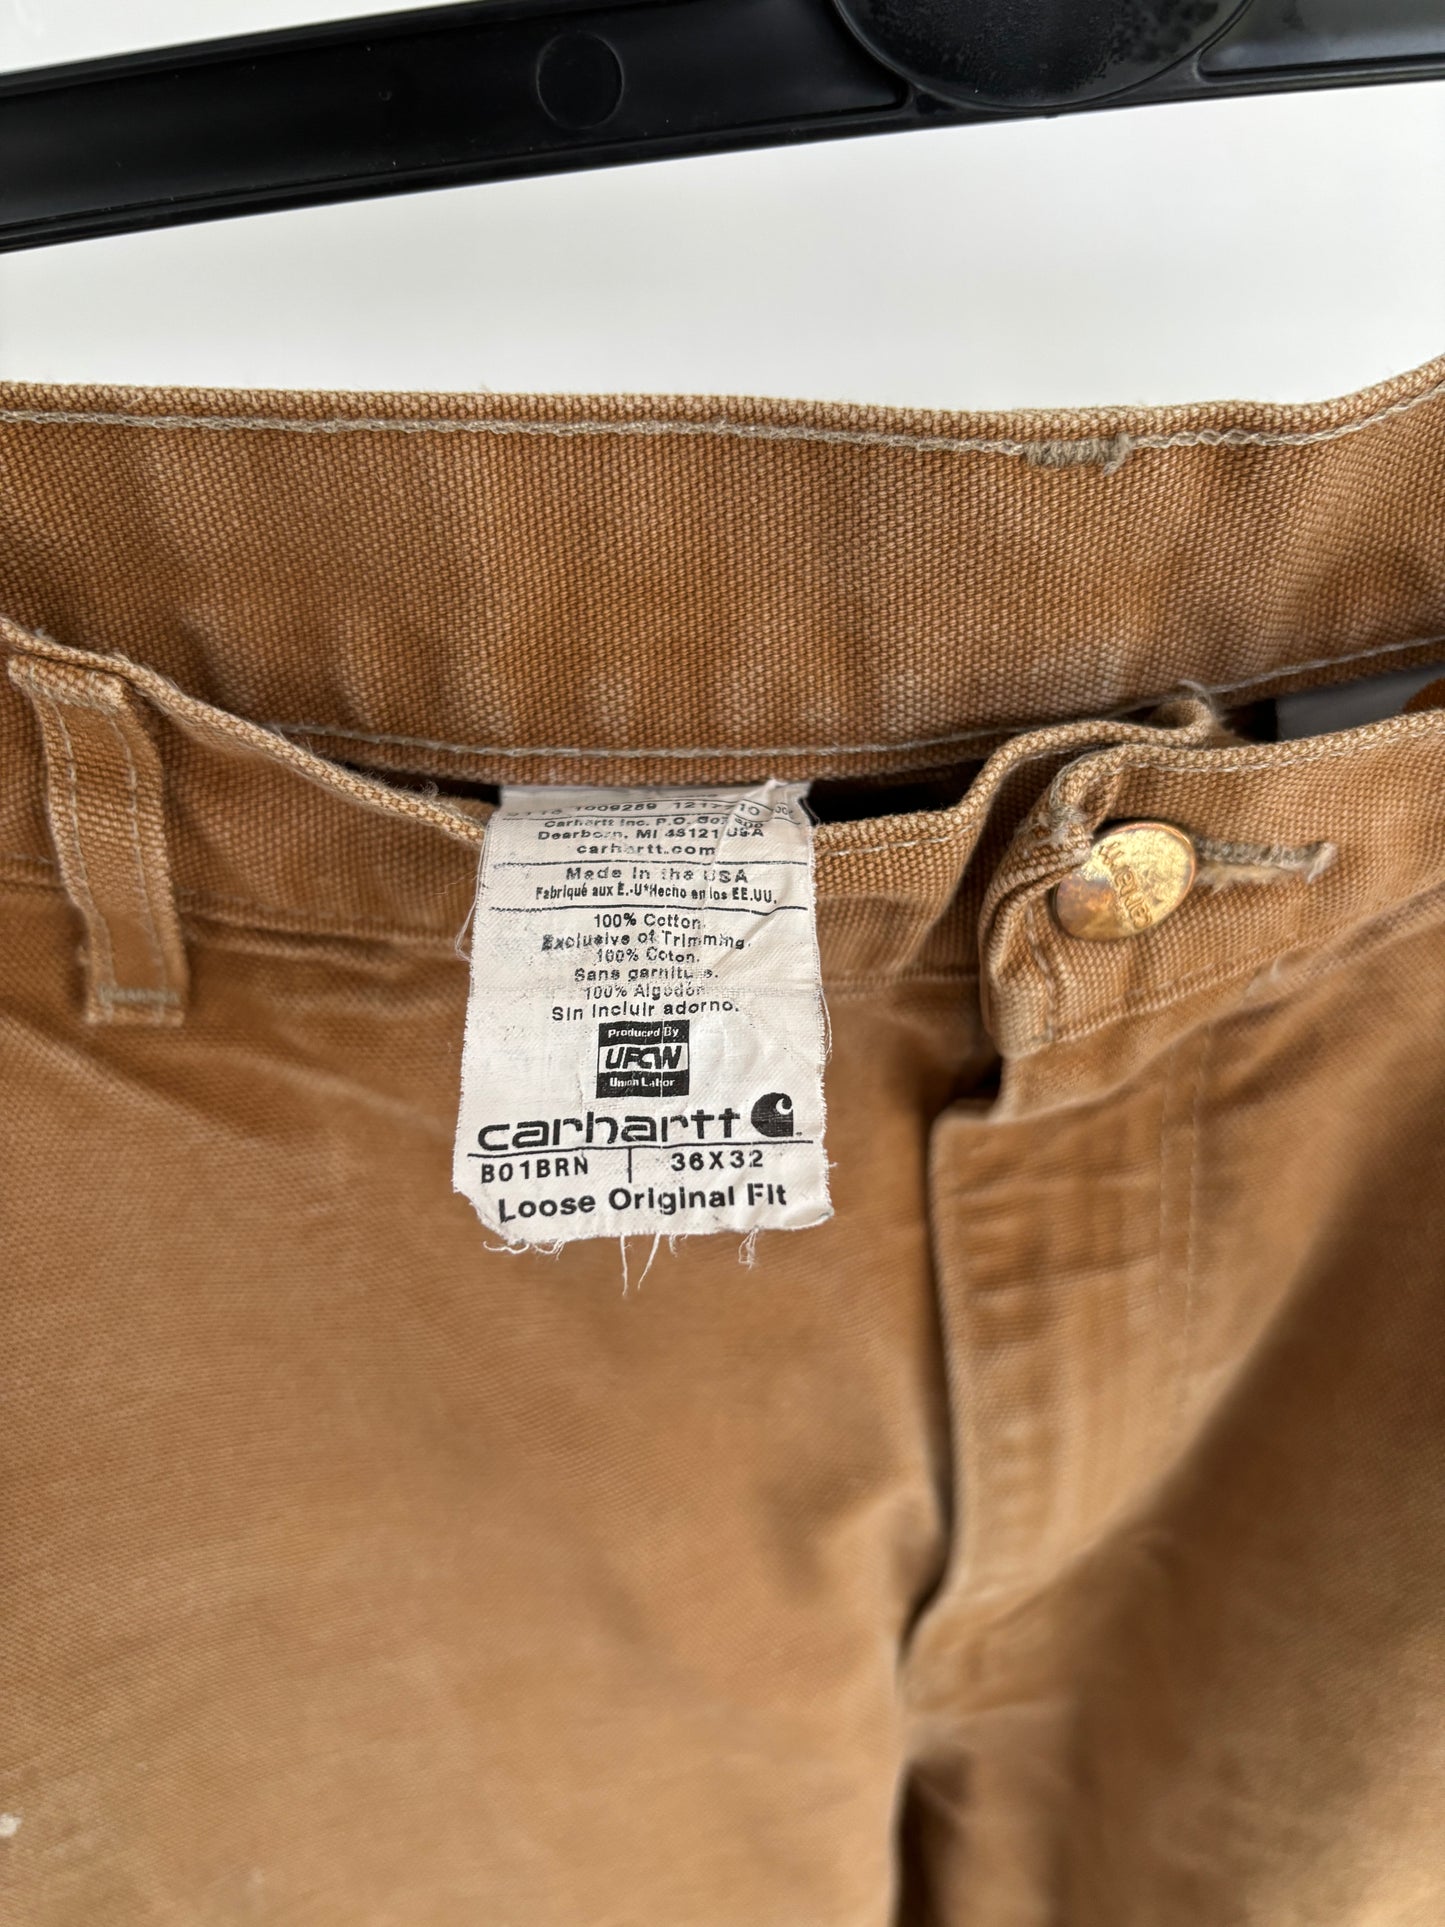 1009289
Carhartt Inc. P.O. Box
Dearborn, MI 48121 USA
carhartt.com
Made in the USA
Fabriqué aux É.-U*Hecho en los EE.UU.
100% Cotton.
Exclusive of Trimming.
100% Coton.
Sans garniture.
100% Algodón
Sin incluir adorno.
Produced By
UFCW
Union Labor
carhartt
B01BRN | 36X32
Loose Original Fit